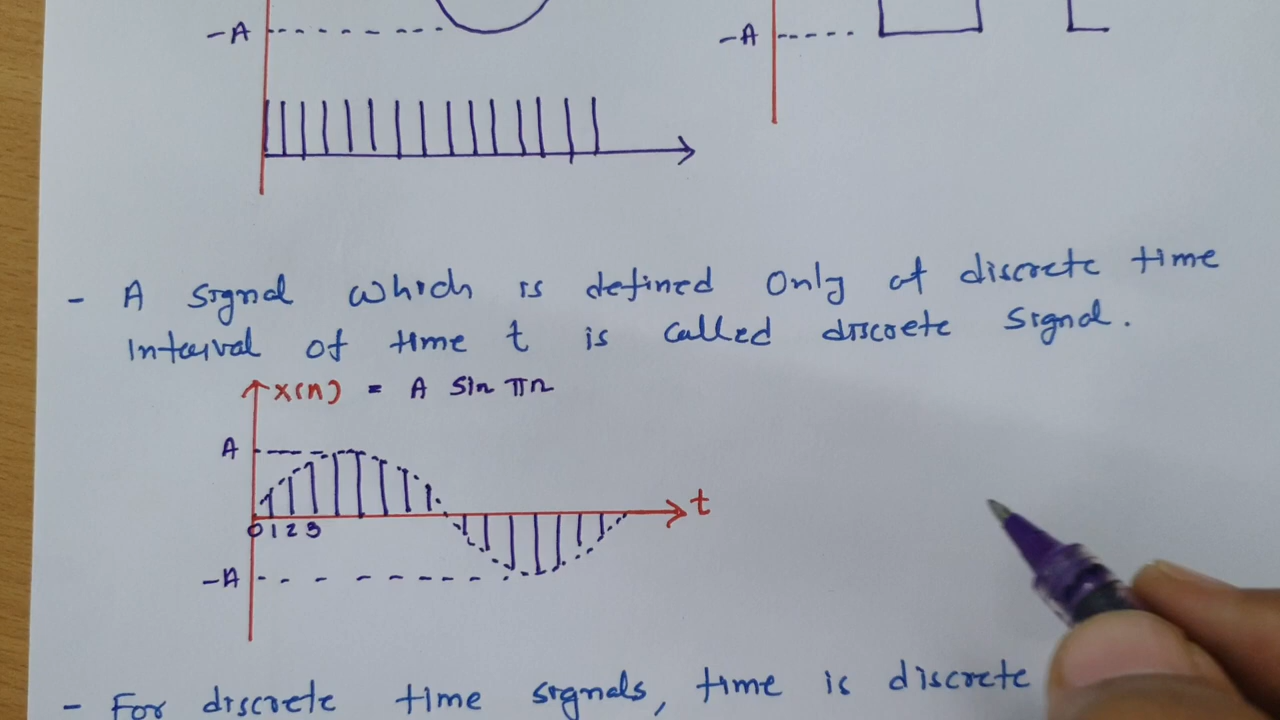 -A
-A
- A signal which is defined only at discrete time
interval of time t is called discrete signal.
x(n) = A sin πn
A
t
0 1 2 3
-A
- For discrete time signals, time is discrete